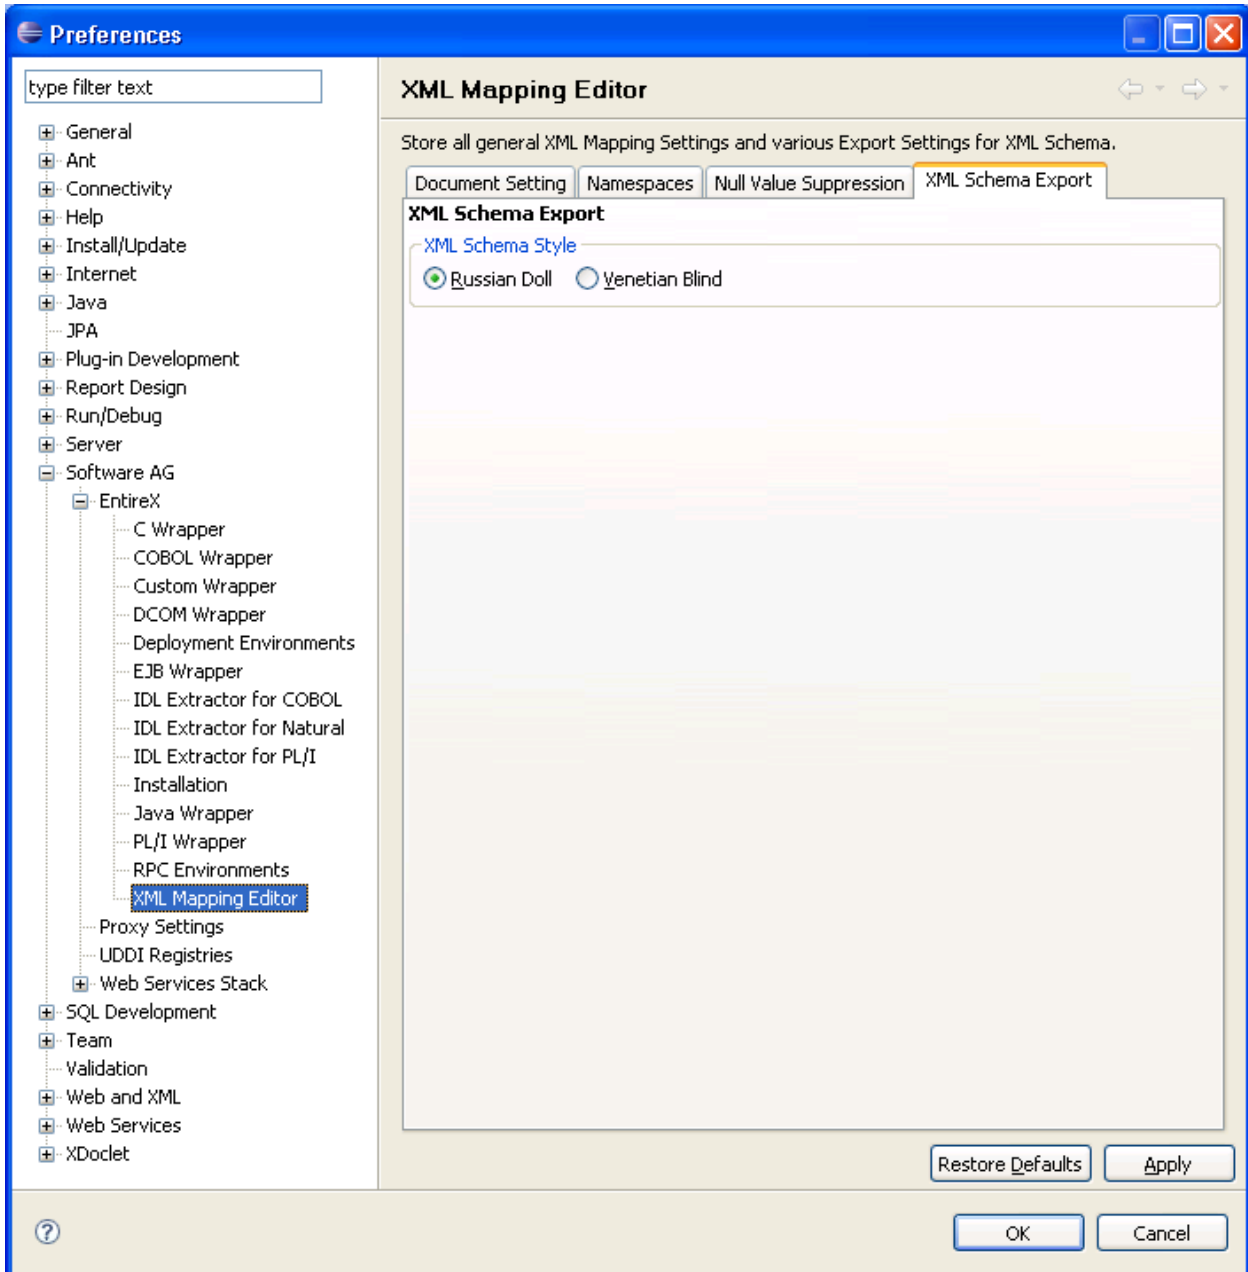 Preferences
type filter text
General
Ant
Connectivity
Help
Install/Update
Internet
Java
JPA
Plug-in Development
Report Design
Run/Debug
Server
Software AG
EntireX
C Wrapper
COBOL Wrapper
Custom Wrapper
DCOM Wrapper
Deployment Environments
EJB Wrapper
IDL Extractor for COBOL
IDL Extractor for Natural
IDL Extractor for PL/I
Installation
Java Wrapper
PL/I Wrapper
RPC Environments
XML Mapping Editor
Proxy Settings
UDDI Registries
Web Services Stack
SQL Development
Team
Validation
Web and XML
Web Services
XDoclet
XML Mapping Editor
Store all general XML Mapping Settings and various Export Settings for XML Schema.
Document Setting Namespaces Null Value Suppression XML Schema Export
XML Schema Export
XML Schema Style
Russian Doll Venetian Blind
Restore Defaults Apply
OK Cancel